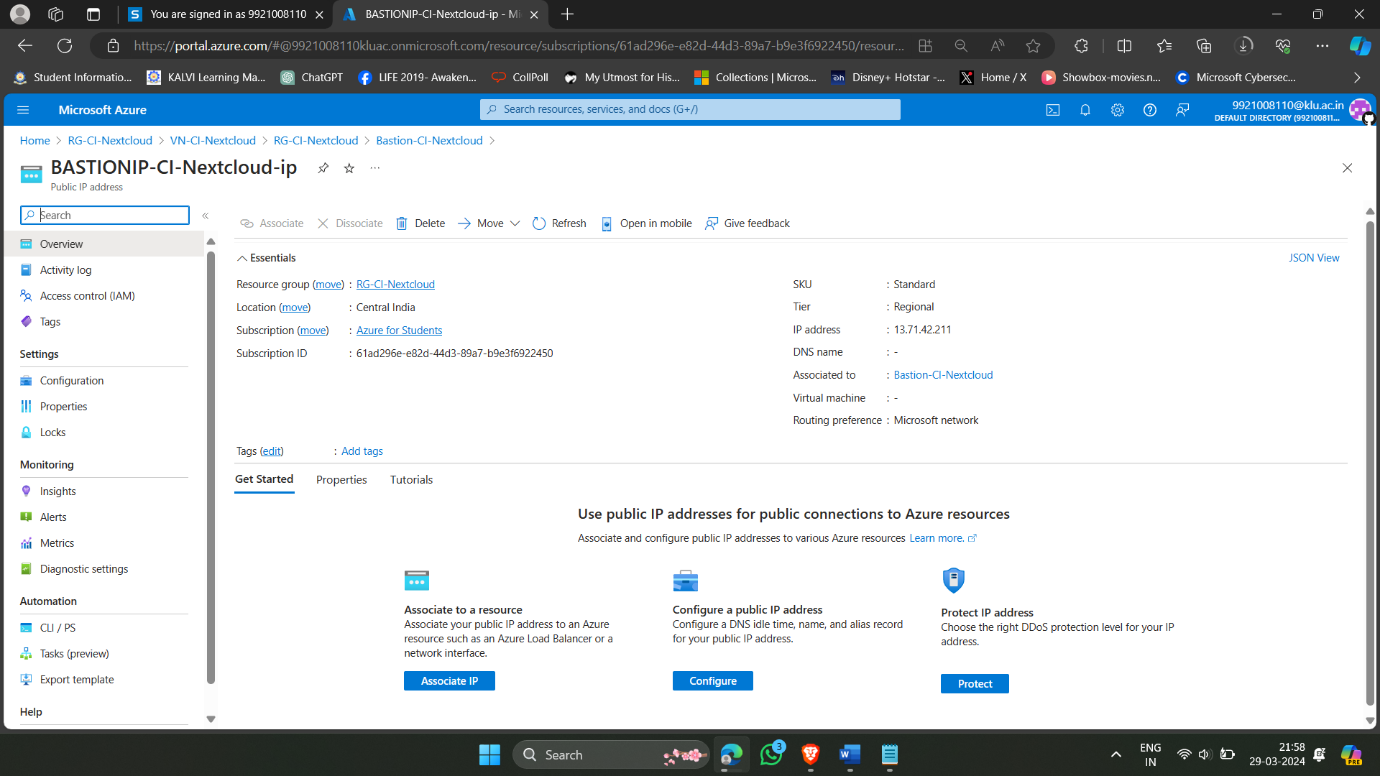 You are signed in as 9921008110
BASTIONIP-CI-Nextcloud-ip - Mi
https://portal.azure.com/#@9921008110kluac.onmicrosoft.com/resource/subscriptions/61ad296e-e82d-44d3-89a7-b9e3f6922450/resour...
Student Informatio...
KALVI Learning Ma...
ChatGPT
LIFE 2019- Awaken...
CollPoll
My Utmost for His...
Collections | Micros...
Disney+ Hotstar -...
Home / X
Showbox-movies.n...
Microsoft Cybersec...
Microsoft Azure
Search resources, services, and docs (G+/)
9921008110@klu.ac.in
DEFAULT DIRECTORY (992100811...
Home > RG-CI-Nextcloud > VN-CI-Nextcloud > RG-CI-Nextcloud > Bastion-CI-Nextcloud >
BASTIONIP-CI-Nextcloud-ip
Public IP address
Search
Overview
Activity log
Access control (IAM)
Tags
Settings
Configuration
Properties
Locks
Monitoring
Insights
Alerts
Metrics
Diagnostic settings
Automation
CLI / PS
Tasks (preview)
Export template
Help
Associate
Dissociate
Delete
Move
Refresh
Open in mobile
Give feedback
Essentials
JSON View
Resource group (move) : RG-CI-Nextcloud
Location (move) : Central India
Subscription (move) : Azure for Students
Subscription ID : 61ad296e-e82d-44d3-89a7-b9e3f6922450
SKU : Standard
Tier : Regional
IP address : 13.71.42.211
DNS name : -
Associated to : Bastion-CI-Nextcloud
Virtual machine : -
Routing preference : Microsoft network
Tags (edit) : Add tags
Get Started
Properties
Tutorials
Use public IP addresses for public connections to Azure resources
Associate and configure public IP addresses to various Azure resources Learn more.
Associate to a resource
Associate your public IP address to an Azure
resource such as an Azure Load Balancer or a
network interface.
Associate IP
Configure a public IP address
Configure a DNS idle time, name, and alias record
for your public IP address.
Configure
Protect IP address
Choose the right DDoS protection level for your IP
address.
Protect
Search
3
ENG
IN
21:58
29-03-2024
PRE